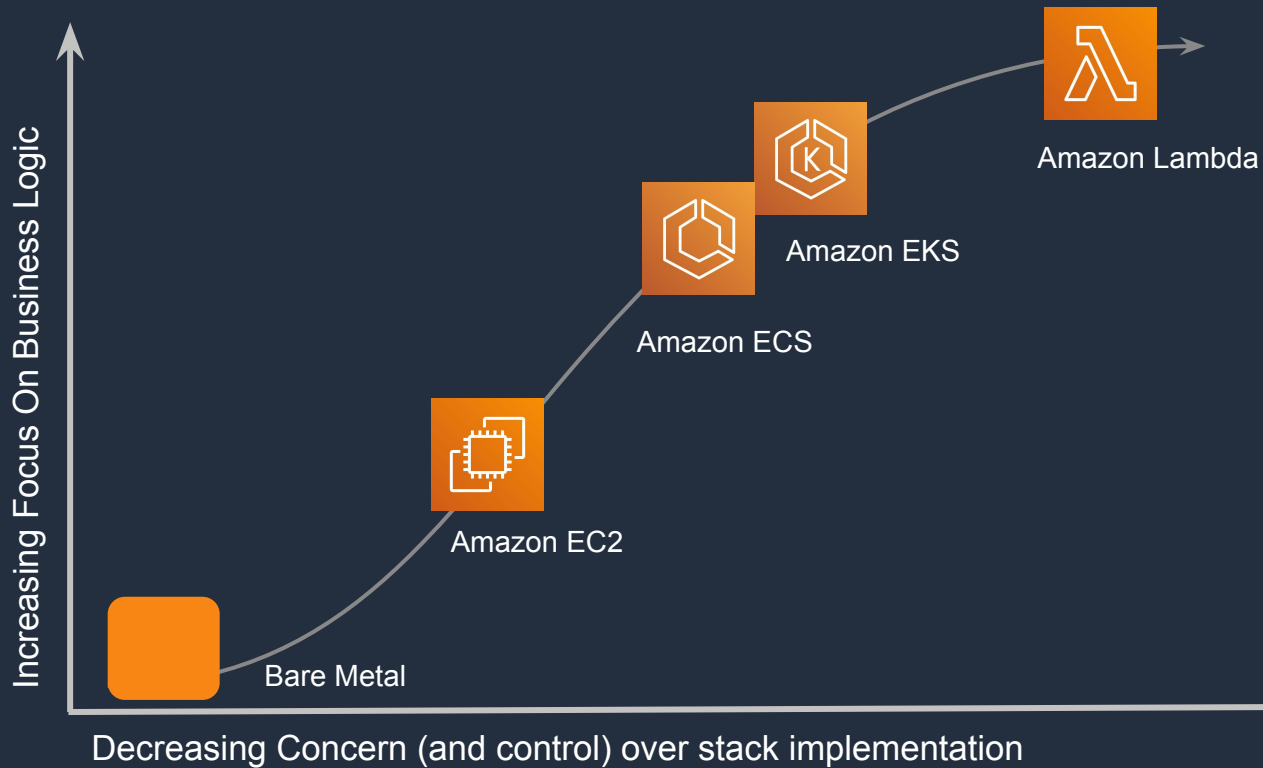 Increasing Focus On Business Logic
Amazon Lambda
K
Amazon EKS
Amazon ECS
Amazon EC2
Bare Metal
Decreasing Concern (and control) over stack implementation